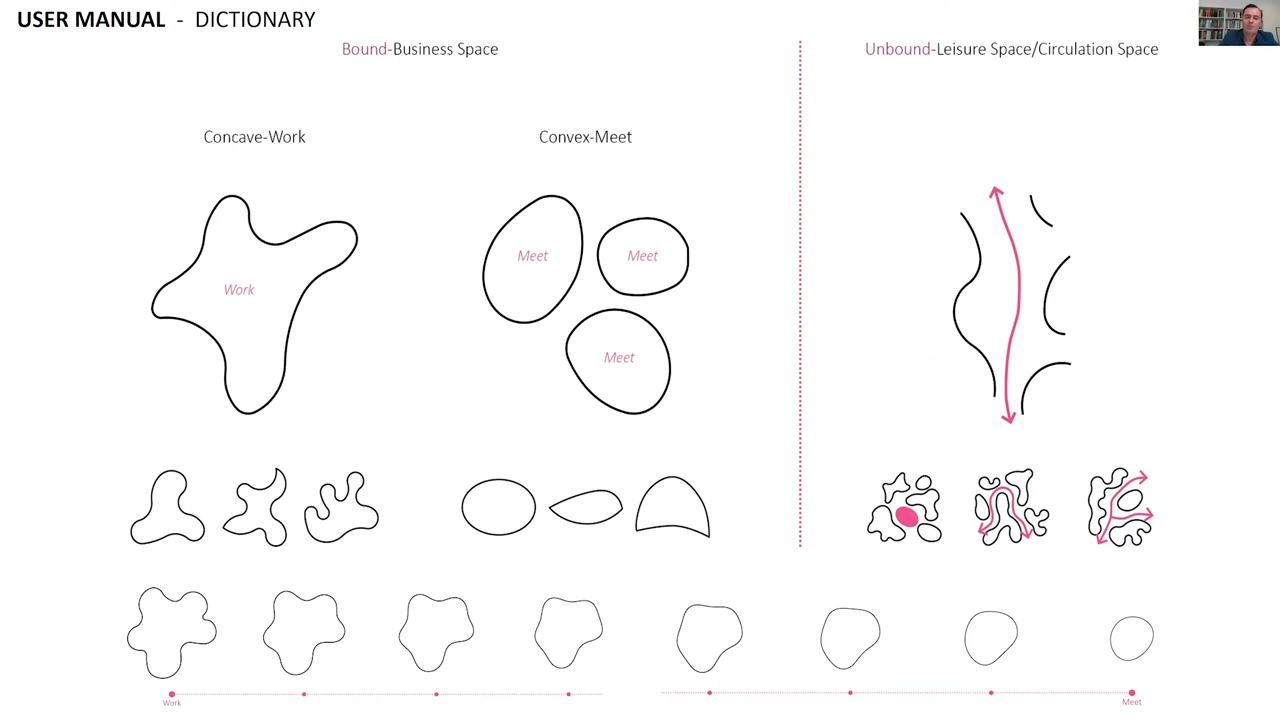 USER MANUAL - DICTIONARY
Bound-Business Space
Unbound-Leisure Space/Circulation Space
Concave-Work
Convex-Meet
Work
Meet
Meet
Meet
Work
Meet